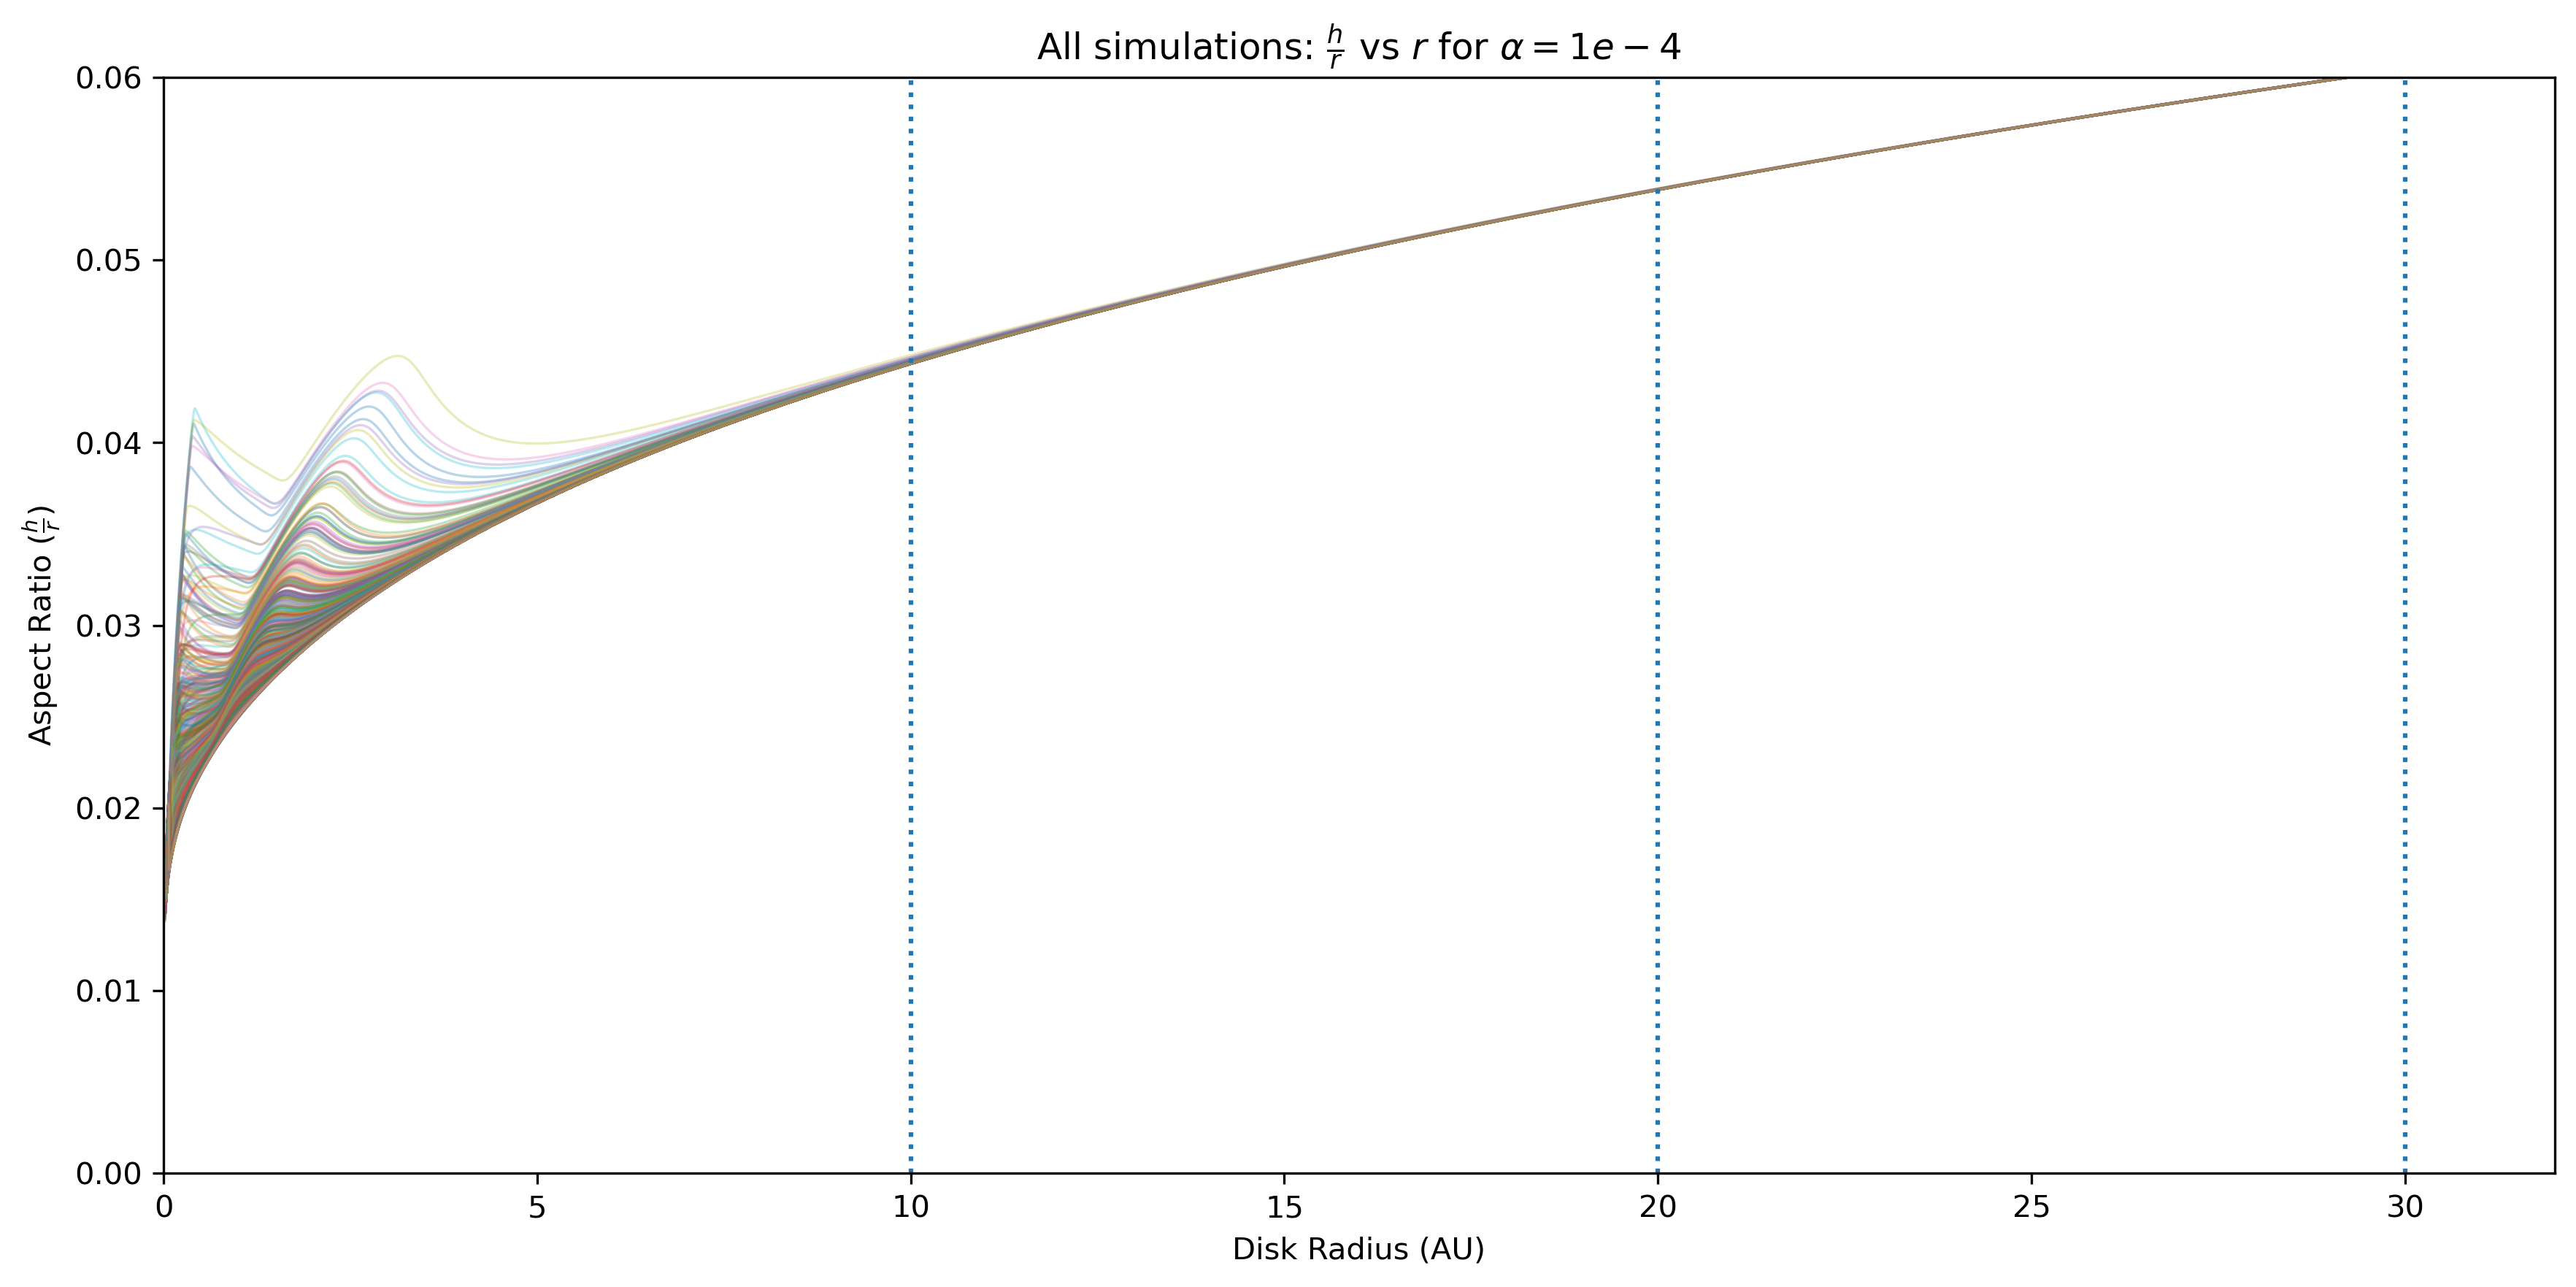 All simulations: h/r vs r for α = 1e − 4
0.06
0.05
0.04
0.03
0.02
0.01
0.00
Aspect Ratio (h/r)
0 5 10 15 20 25 30
Disk Radius (AU)